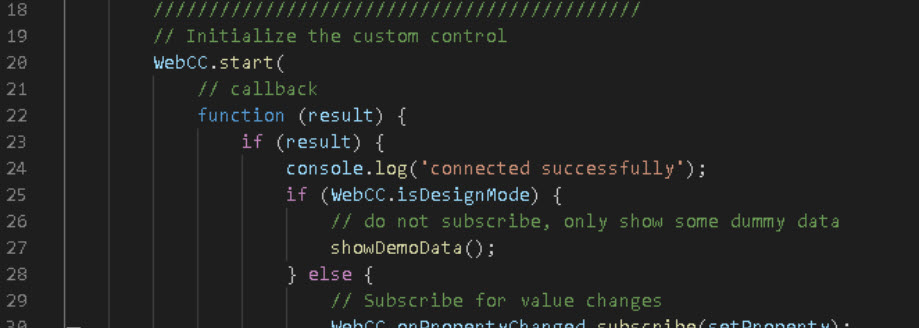 18 ////////////////////////////////////////////
19 // Initialize the custom control
20 WebCC.start(
21 // callback
22 function (result) {
23 if (result) {
24 console.log('connected successfully');
25 if (WebCC.isDesignMode) {
26 // do not subscribe, only show some dummy data
27 showDemoData();
28 } else {
29 // Subscribe for value changes
30 WebCC.onPropertyChanged.subscribe(setProperty);